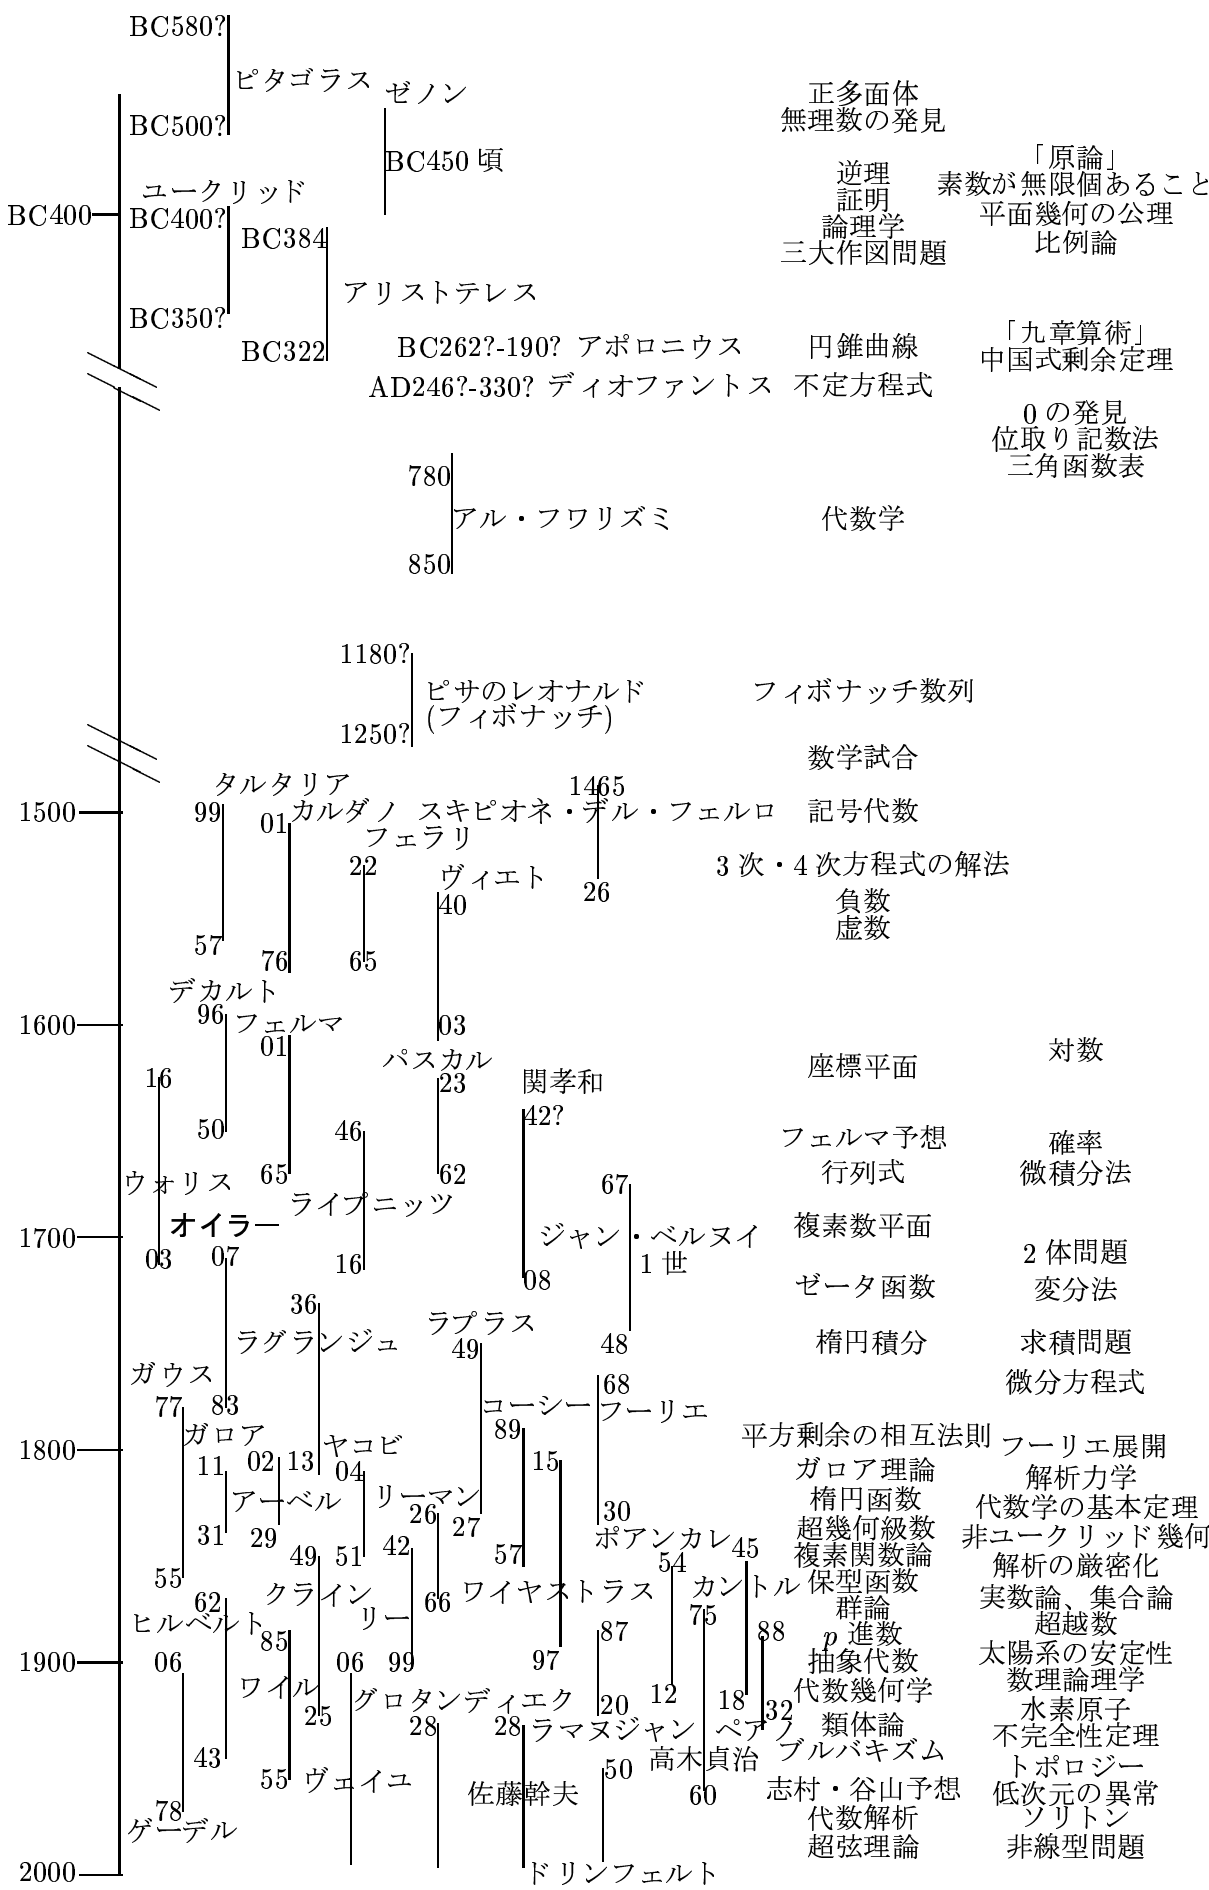 BC580?
ピタゴラス
ゼノン
正多面体
BC500?
無理数の発見
BC450 頃
「原論」
逆理
素数が無限個あること
ユークリッド
証明
BC400
BC400?
平面幾何の公理
論理学
BC384
比例論
三大作図問題
アリストテレス
BC350?
「九章算術」
BC322
BC262?-190? アポロニウス
円錐曲線
中国式剰余定理
AD246?-330? ディオファントス
不定方程式
0 の発見
位取り記数法
三角函数表
780
アル・フワリズミ
代数学
850
1180?
ピサのレオナルド
フィボナッチ数列
(フィボナッチ)
1250?
数学試合
タルタリア
1465
1500
99
カルダノ
スキピオネ・デル・フェルロ
記号代数
01
フェラリ
22
3 次・4 次方程式の解法
ヴィエト
26
40
負数
虚数
57
76
65
デカルト
96
フェルマ
1600
03
01
パスカル
対数
座標平面
16
23
関孝和
42?
50
46
フェルマ予想
確率
65
62
行列式
微積分法
ウォリス
67
ライプニッツ
オイラー
複素数平面
1700
ジャン・ベルヌイ
1 世
03
07
16
08
2 体問題
ゼータ函数
変分法
36
ラプラス
ラグランジュ
49
48
楕円積分
求積問題
ガウス
68
微分方程式
77
83
コーシー
フーリエ
89
ガロア
平方剰余の相互法則
1800
ヤコビ
フーリエ展開
11
02
13
04
15
ガロア理論
解析力学
アーベル
リーマン
楕円函数
代数学の基本定理
26
27
30
31
29
超幾何級数
非ユークリッド幾何
ポアンカレ
42
45
49
51
57
複素関数論
54
解析の厳密化
55
クライン
ワイヤストラス
カントル
保型函数
62
66
実数論、集合論
リー
75
群論
ヒルベルト
超越数
85
87
88
p 進数
太陽系の安定性
1900
06
06
99
97
抽象代数
数理論理学
ワイル
グロタンディエク
12
18
代数幾何学
25
20
32
水素原子
28
28
ラマヌジャン
ペアノ
類体論
不完全性定理
43
高木貞治
ブルバキズム
50
トポロジー
55
ヴェイユ
佐藤幹夫
60
志村・谷山予想
低次元の異常
78
代数解析
ソリトン
ゲーデル
超弦理論
非線型問題
2000
ドリンフェルト